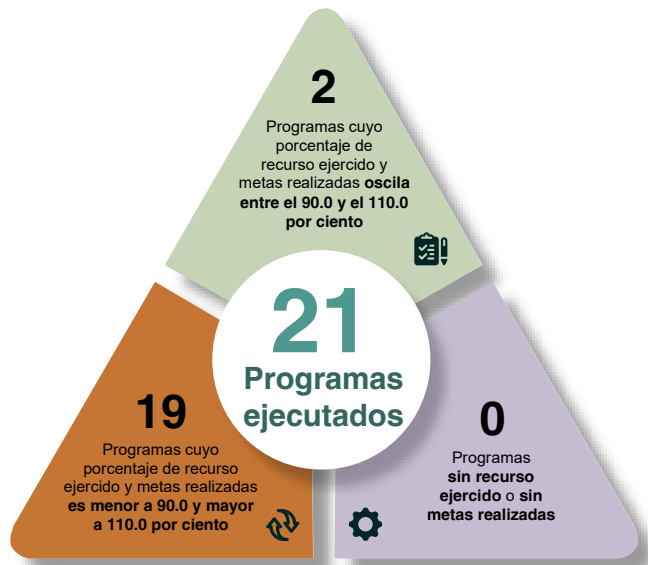 2
Programas cuyo
porcentaje de
recurso ejercido y
metas realizadas oscila
entre el 90.0 y el 110.0
por ciento
21
Programas
ejecutados
19
Programas cuyo
porcentaje de recurso
ejercido y metas realizadas
es menor a 90.0 y mayor
a 110.0 por ciento
0
Programas
sin recurso
ejercido o sin
metas realizadas